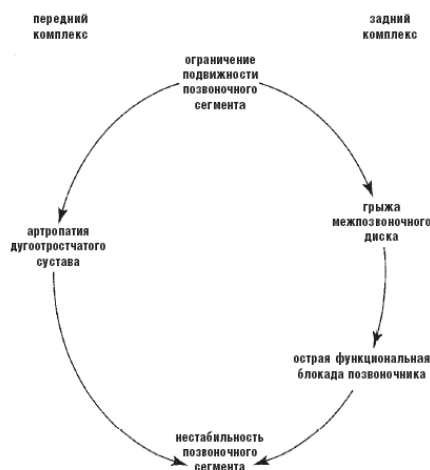 передний
комплекс
задний
комплекс
ограничение
подвижности
позвоночного
сегмента
артропатия
дугоотростчатого
сустава
грыжа
межпозвоночного
диска
острая функциональная
блокада позвоночника
нестабильность
позвоночного
сегмента